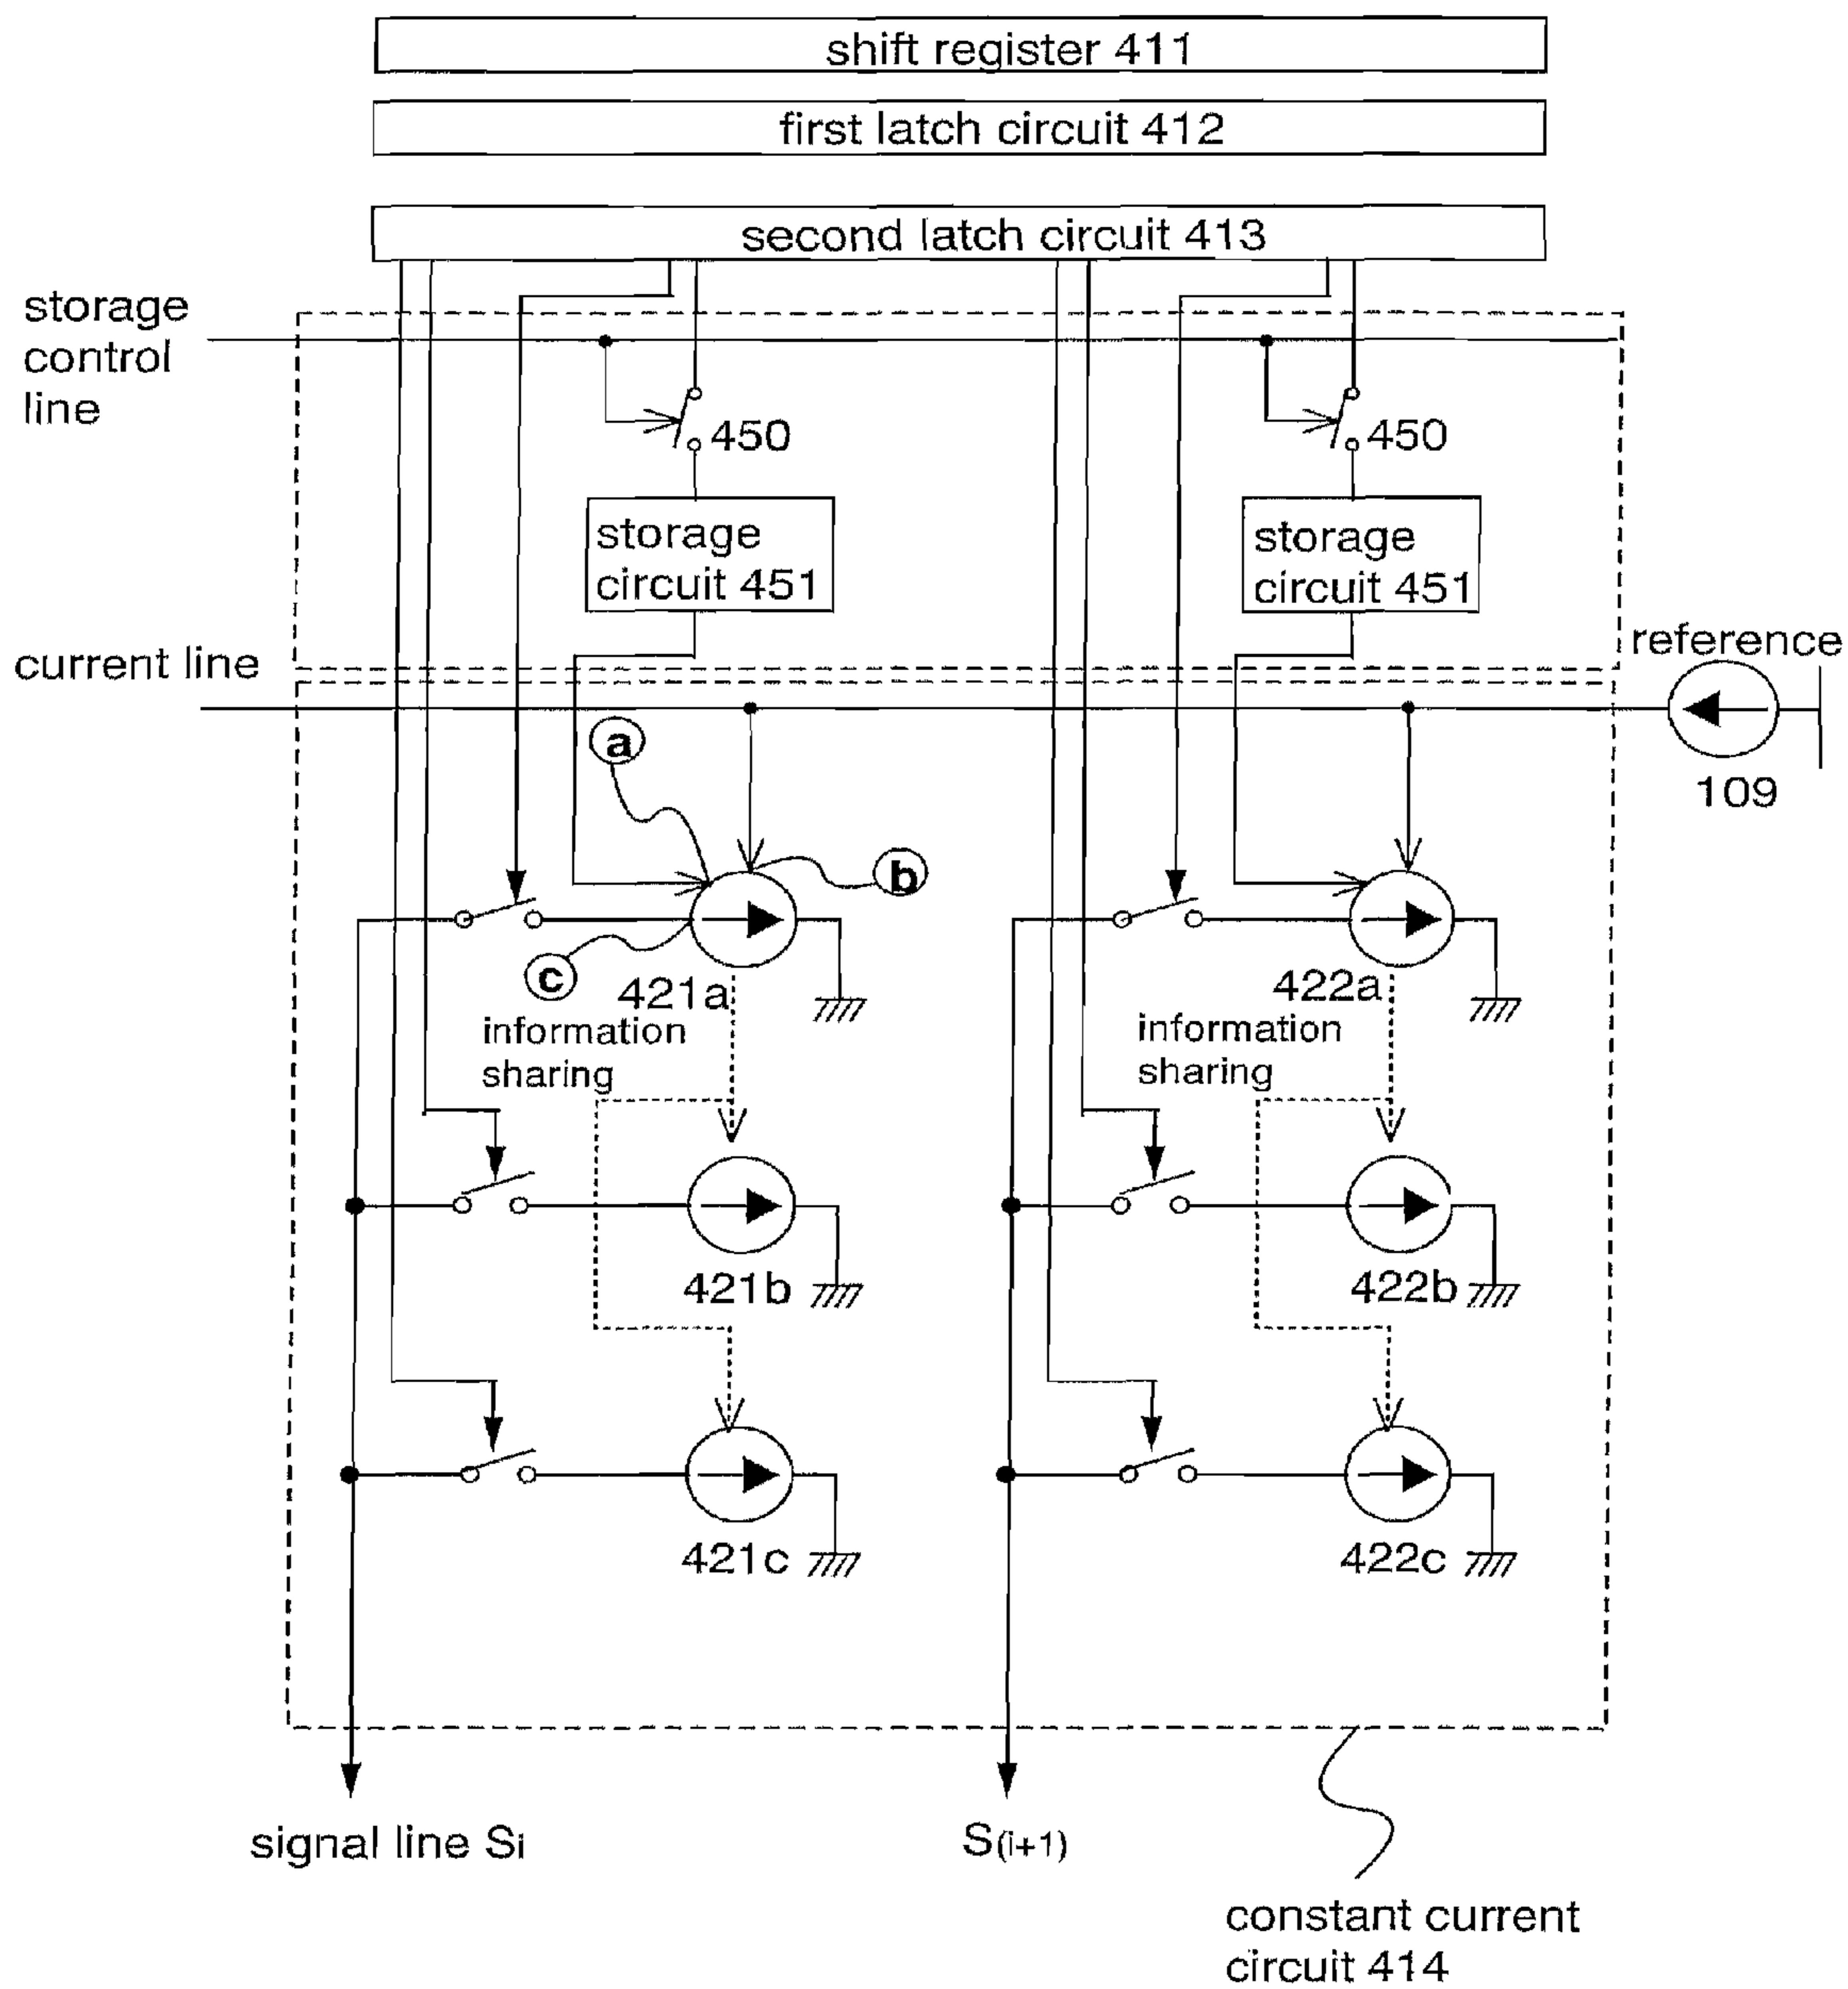 shift register 411
first latch circuit 412
second latch circuit 413
storage
control
line
450
450
storage
circuit 451
storage
circuit 451
current line
reference
109
a
b
c
421a
422a
information
sharing
information
sharing
421b
422b
421c
422c
signal line Si
S(i+1)
constant current
circuit 414